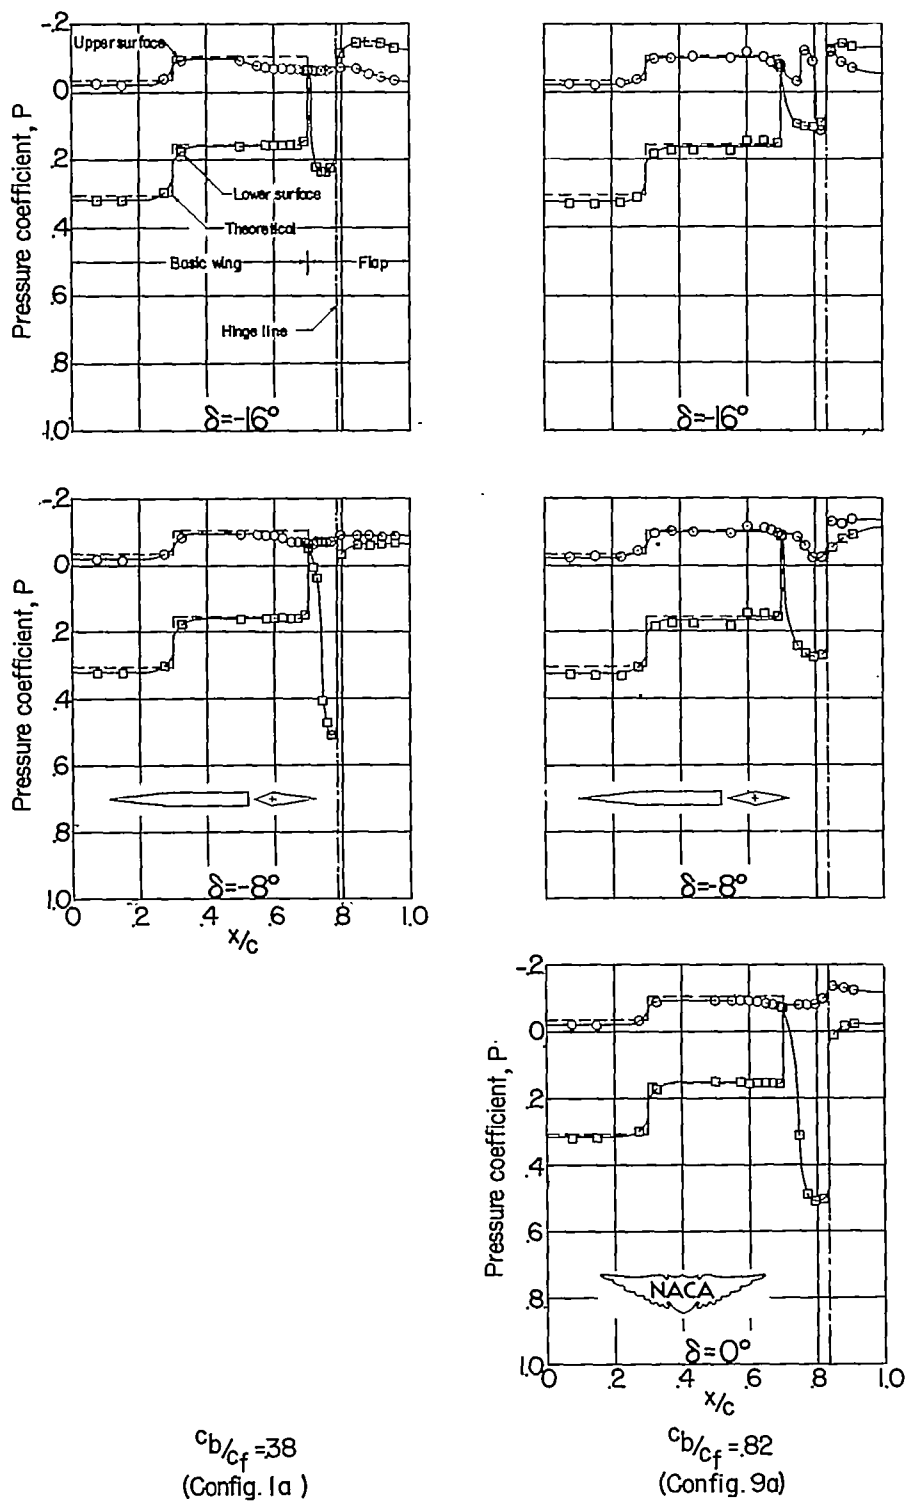 -.2
0
.2
.4
.6
.8
1.0
Pressure coefficient, P
Upper surface
Lower surface
Theoretical
Basic wing
Flap
Hinge line
δ=-16°
δ=-16°
-.2
0
.2
.4
.6
.8
1.0
Pressure coefficient, P
δ=-8°
0 .2 .4 .6 .8 1.0
x/c
δ=-8°
-.2
0
.2
.4
.6
.8
1.0
Pressure coefficient, P
NACA
δ=0°
0 .2 .4 .6 .8 1.0
x/c
cb/cf=.38
(Config. 1a )
cb/cf=.82
(Config. 9a)